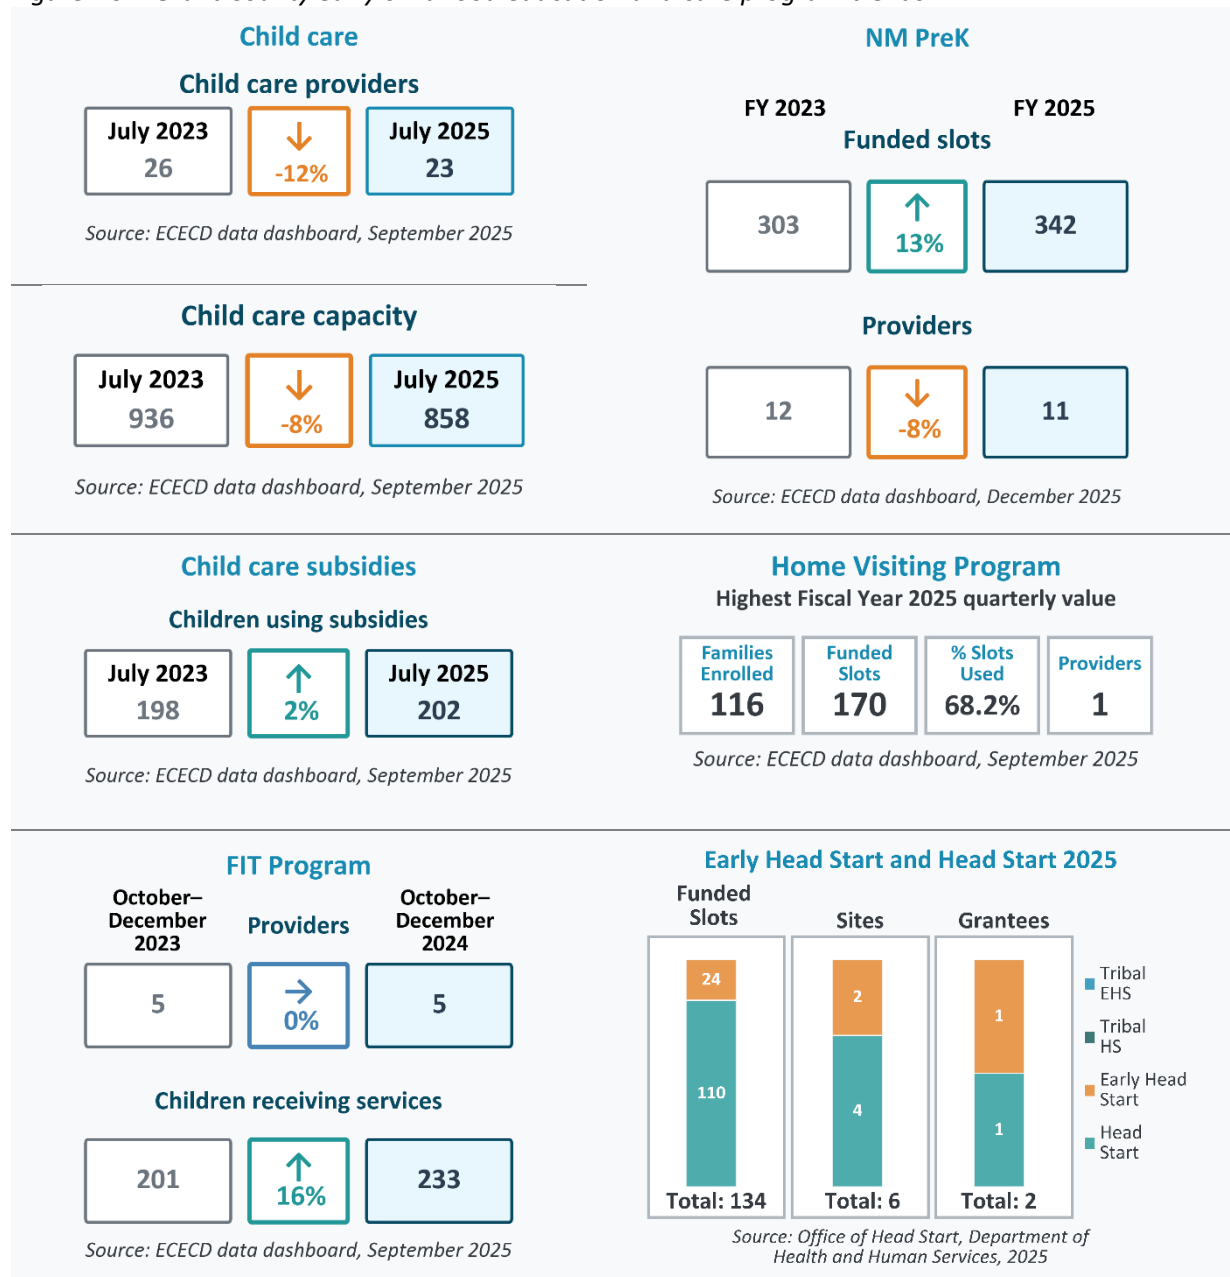 Child care
Child care providers
July 2023
26
-12%
July 2025
23
Source: ECECD data dashboard, September 2025
Child care capacity
July 2023
936
-8%
July 2025
858
Source: ECECD data dashboard, September 2025
NM PreK
FY 2023
FY 2025
Funded slots
303
13%
342
Providers
12
-8%
11
Source: ECECD data dashboard, December 2025
Child care subsidies
Children using subsidies
July 2023
198
2%
July 2025
202
Source: ECECD data dashboard, September 2025
Home Visiting Program
Highest Fiscal Year 2025 quarterly value
Families
Enrolled
116
Funded
Slots
170
% Slots
Used
68.2%
Providers
1
Source: ECECD data dashboard, September 2025
FIT Program
October–
December
2023
Providers
October–
December
2024
5
0%
5
Children receiving services
201
16%
233
Source: ECECD data dashboard, September 2025
Early Head Start and Head Start 2025
Funded
Slots
24
110
Total: 134
Sites
2
4
Total: 6
Grantees
1
1
Total: 2
Tribal
EHS
Tribal
HS
Early Head
Start
Head
Start
Source: Office of Head Start, Department of
Health and Human Services, 2025